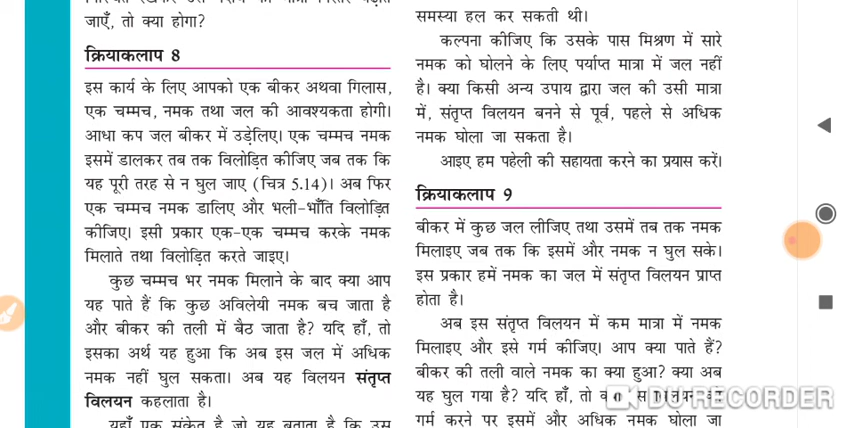 जाएँ, तो क्या होगा?
क्रियाकलाप 8
इस कार्य के लिए आपको एक बीकर अथवा गिलास,
एक चम्मच, नमक तथा जल की आवश्यकता होगी।
आधा कप जल बीकर में उड़ेलिए। एक चम्मच नमक
इसमें डालकर तब तक विलोड़ित कीजिए जब तक कि
यह पूरी तरह से न घुल जाए (चित्र 5.14)। अब फिर
एक चम्मच नमक डालिए और भली-भाँति विलोड़ित
कीजिए। इसी प्रकार एक-एक चम्मच करके नमक
मिलाते तथा विलोड़ित करते जाइए।
कुछ चम्मच भर नमक मिलाने के बाद क्या आप
यह पाते हैं कि कुछ अविलेयी नमक बच जाता है
और बीकर की तली में बैठ जाता है? यदि हाँ, तो
इसका अर्थ यह हुआ कि अब इस जल में अधिक
नमक नहीं घुल सकता। अब यह विलयन संतृप्त
विलयन कहलाता है।
यहाँ एक संकेत है जो यह बताता है कि उस
समस्या हल कर सकती थी।
कल्पना कीजिए कि उसके पास मिश्रण में सारे
नमक को घोलने के लिए पर्याप्त मात्रा में जल नहीं
है। क्या किसी अन्य उपाय द्वारा जल की उसी मात्रा
में, संतृप्त विलयन बनने से पूर्व, पहले से अधिक
नमक घोला जा सकता है।
आइए हम पहेली की सहायता करने का प्रयास करें।
क्रियाकलाप 9
बीकर में कुछ जल लीजिए तथा उसमें तब तक नमक
मिलाइए जब तक कि इसमें और नमक न घुल सके।
इस प्रकार हमें नमक का जल में संतृप्त विलयन प्राप्त
होता है।
अब इस संतृप्त विलयन में कम मात्रा में नमक
मिलाइए और इसे गर्म कीजिए। आप क्या पाते हैं?
बीकर की तली वाले नमक का क्या हुआ? क्या अब
यह घुल गया है? यदि हाँ, तो
गर्म करने पर इसमें और अधिक नमक घोला जा
DU RECORDER